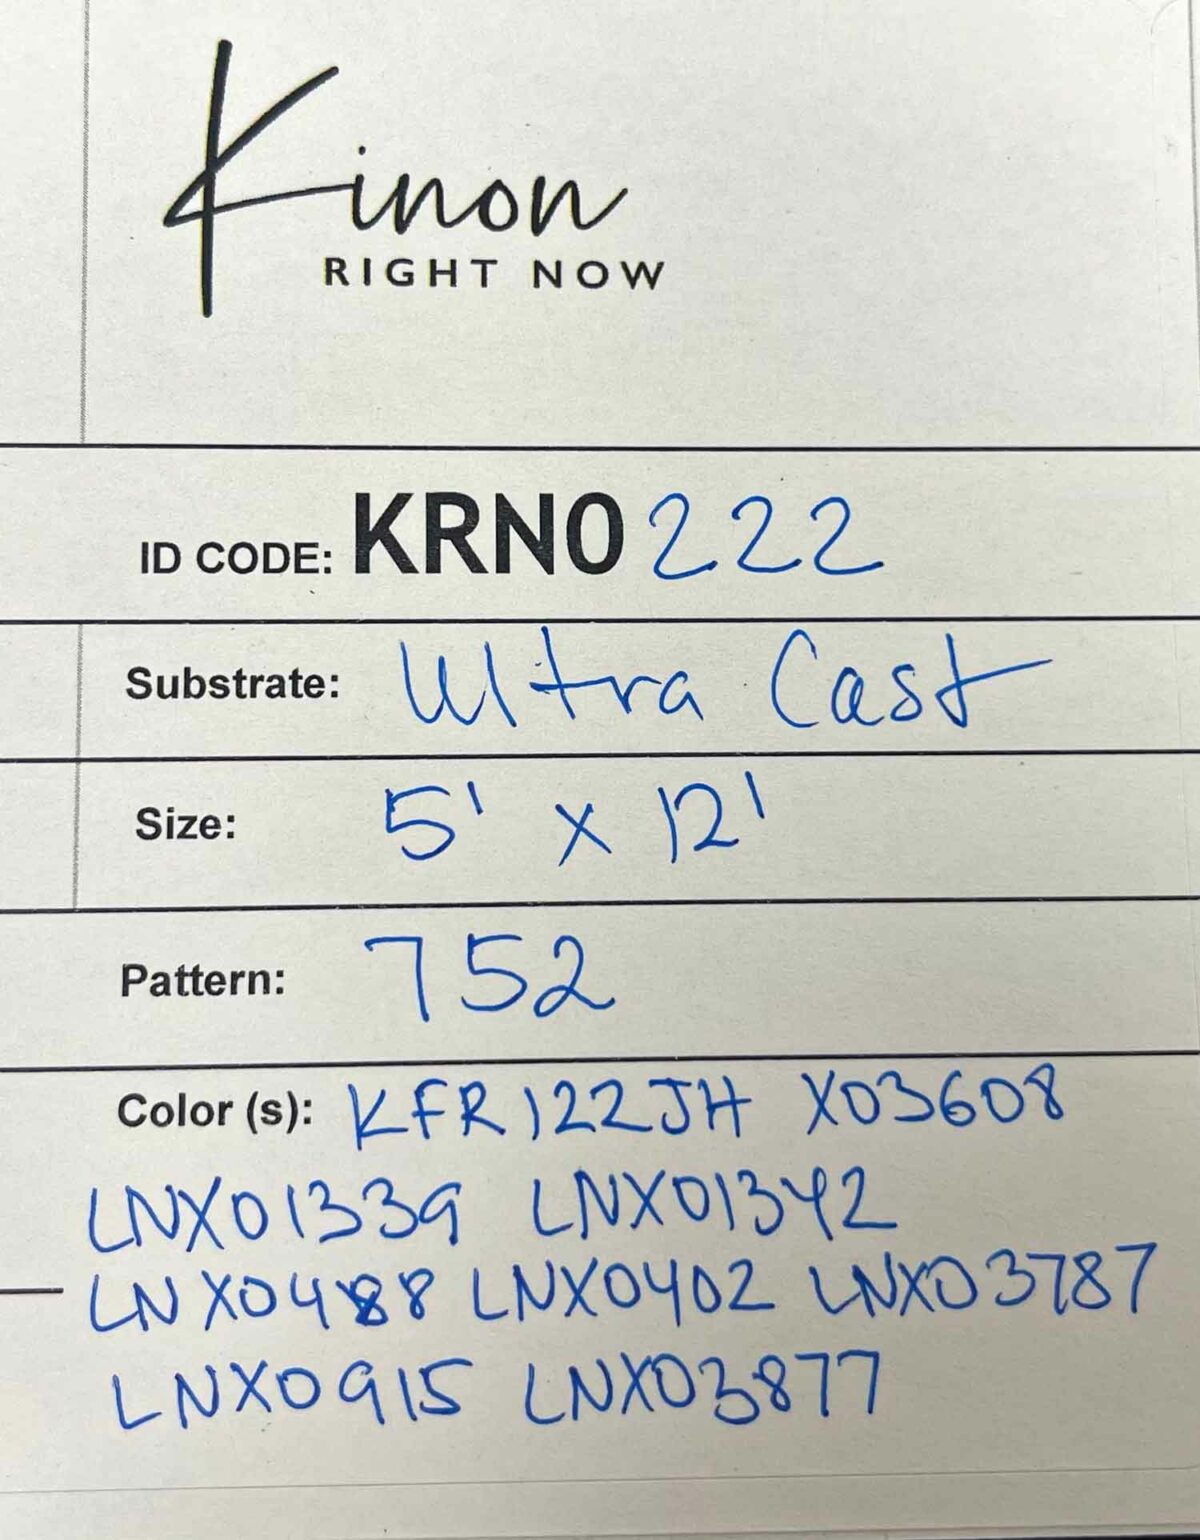 Kinon
RIGHT NOW
ID CODE: KRN0222
Substrate: Ultra Cast
Size: 5' x 12'
Pattern: 752
Color (s): KFR122JH X03608
LNX01339 LNX01342
LNX0488 LNX0402 LNX03787
LNX0915 LNX03877